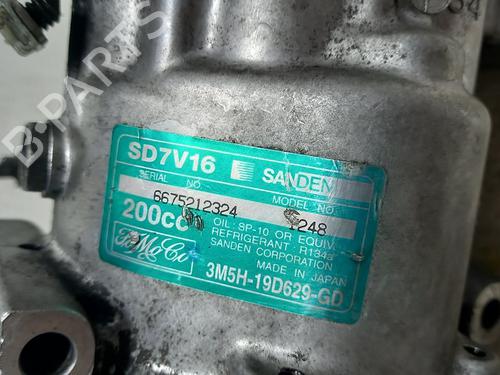 B-PARTS
SD7V16 SANDEN
SERIAL NO. MODEL NO.
6675212324 1248
200cc OIL: SP-10 OR EQUIV.
REFRIGERANT: R134a
SANDEN CORPORATION
FoMoCo MADE IN JAPAN
3M5H-19D629-GD